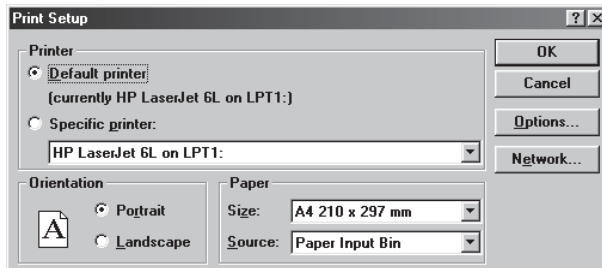 Print Setup
Printer
Default printer
(currently HP LaserJet 6L on LPT1:)
Specific printer:
HP LaserJet 6L on LPT1:
OK
Cancel
Options...
Network...
Orientation
A
Portrait
Landscape
Paper
Size: A4 210 x 297 mm
Source: Paper Input Bin